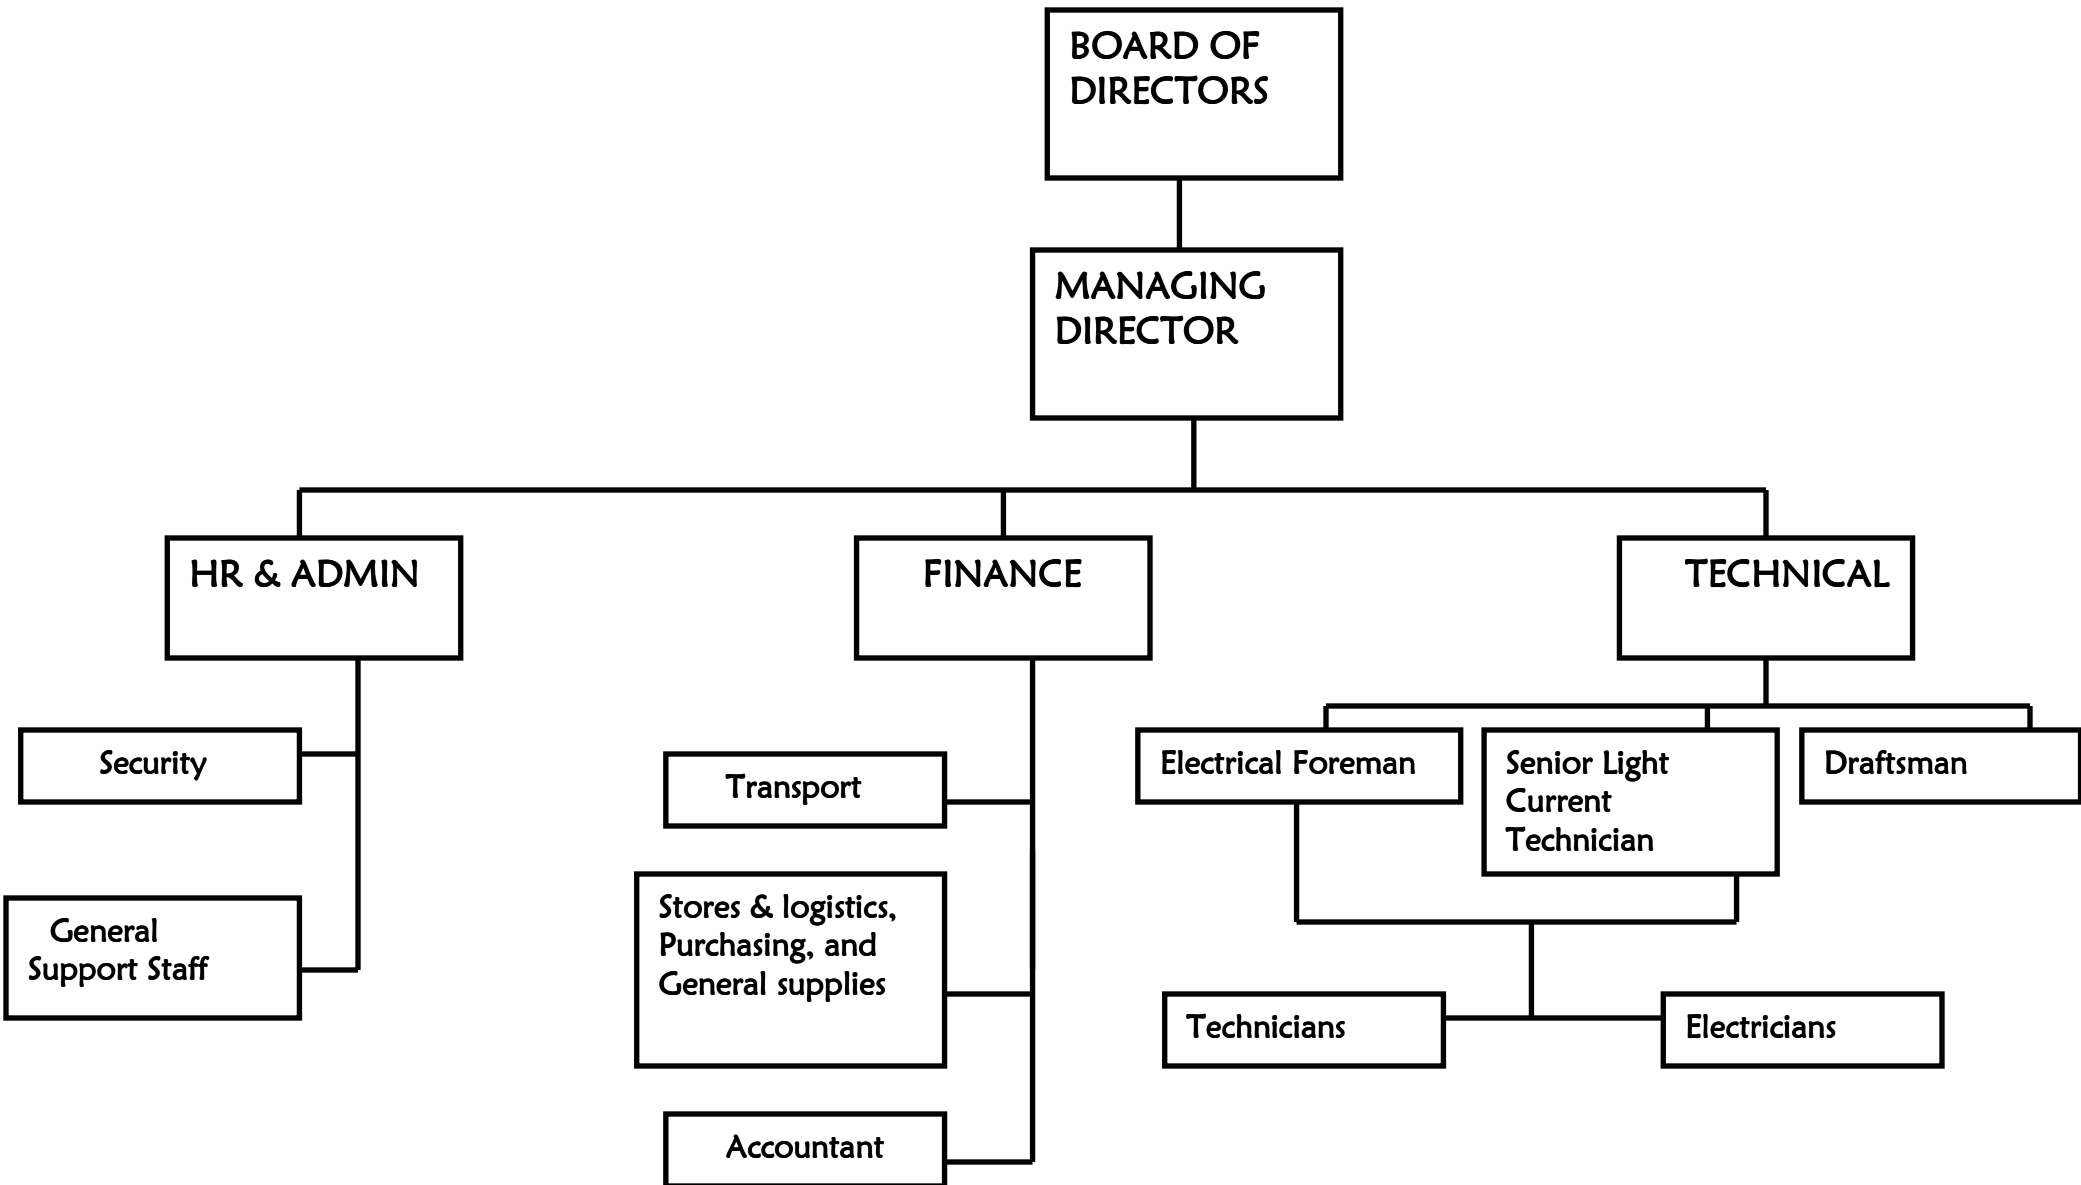 BOARD OF
DIRECTORS
MANAGING
DIRECTOR
HR & ADMIN
FINANCE
TECHNICAL
Security
General
Support Staff
Transport
Stores & logistics,
Purchasing, and
General supplies
Accountant
Electrical Foreman
Senior Light
Current
Technician
Draftsman
Technicians
Electricians